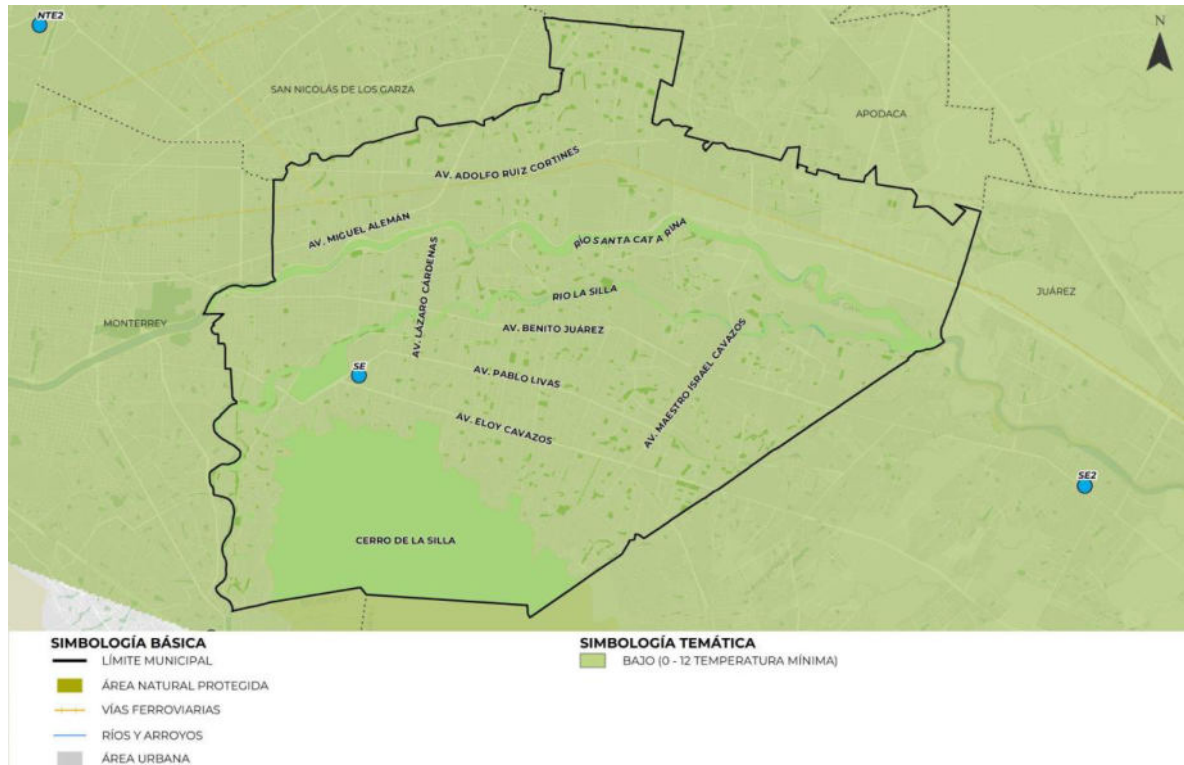 NTE2
N
SAN NICOLÁS DE LOS GARZA
APODACA
AV. ADOLFO RUIZ CORTINES
AV. MIGUEL ALEMÁN
RÍO SANTA CATARINA
AV. LÁZARO CÁRDENAS
RIO LA SILLA
JUÁREZ
MONTERREY
AV. BENITO JUÁREZ
SE
AV. PABLO LIVAS
AV. MAESTRO ISRAEL CAVAZOS
AV. ELOY CAVAZOS
SE2
CERRO DE LA SILLA
SIMBOLOGÍA BÁSICA
LÍMITE MUNICIPAL
ÁREA NATURAL PROTEGIDA
VÍAS FERROVIARIAS
RÍOS Y ARROYOS
ÁREA URBANA
SIMBOLOGÍA TEMÁTICA
BAJO (0 - 12 TEMPERATURA MÍNIMA)